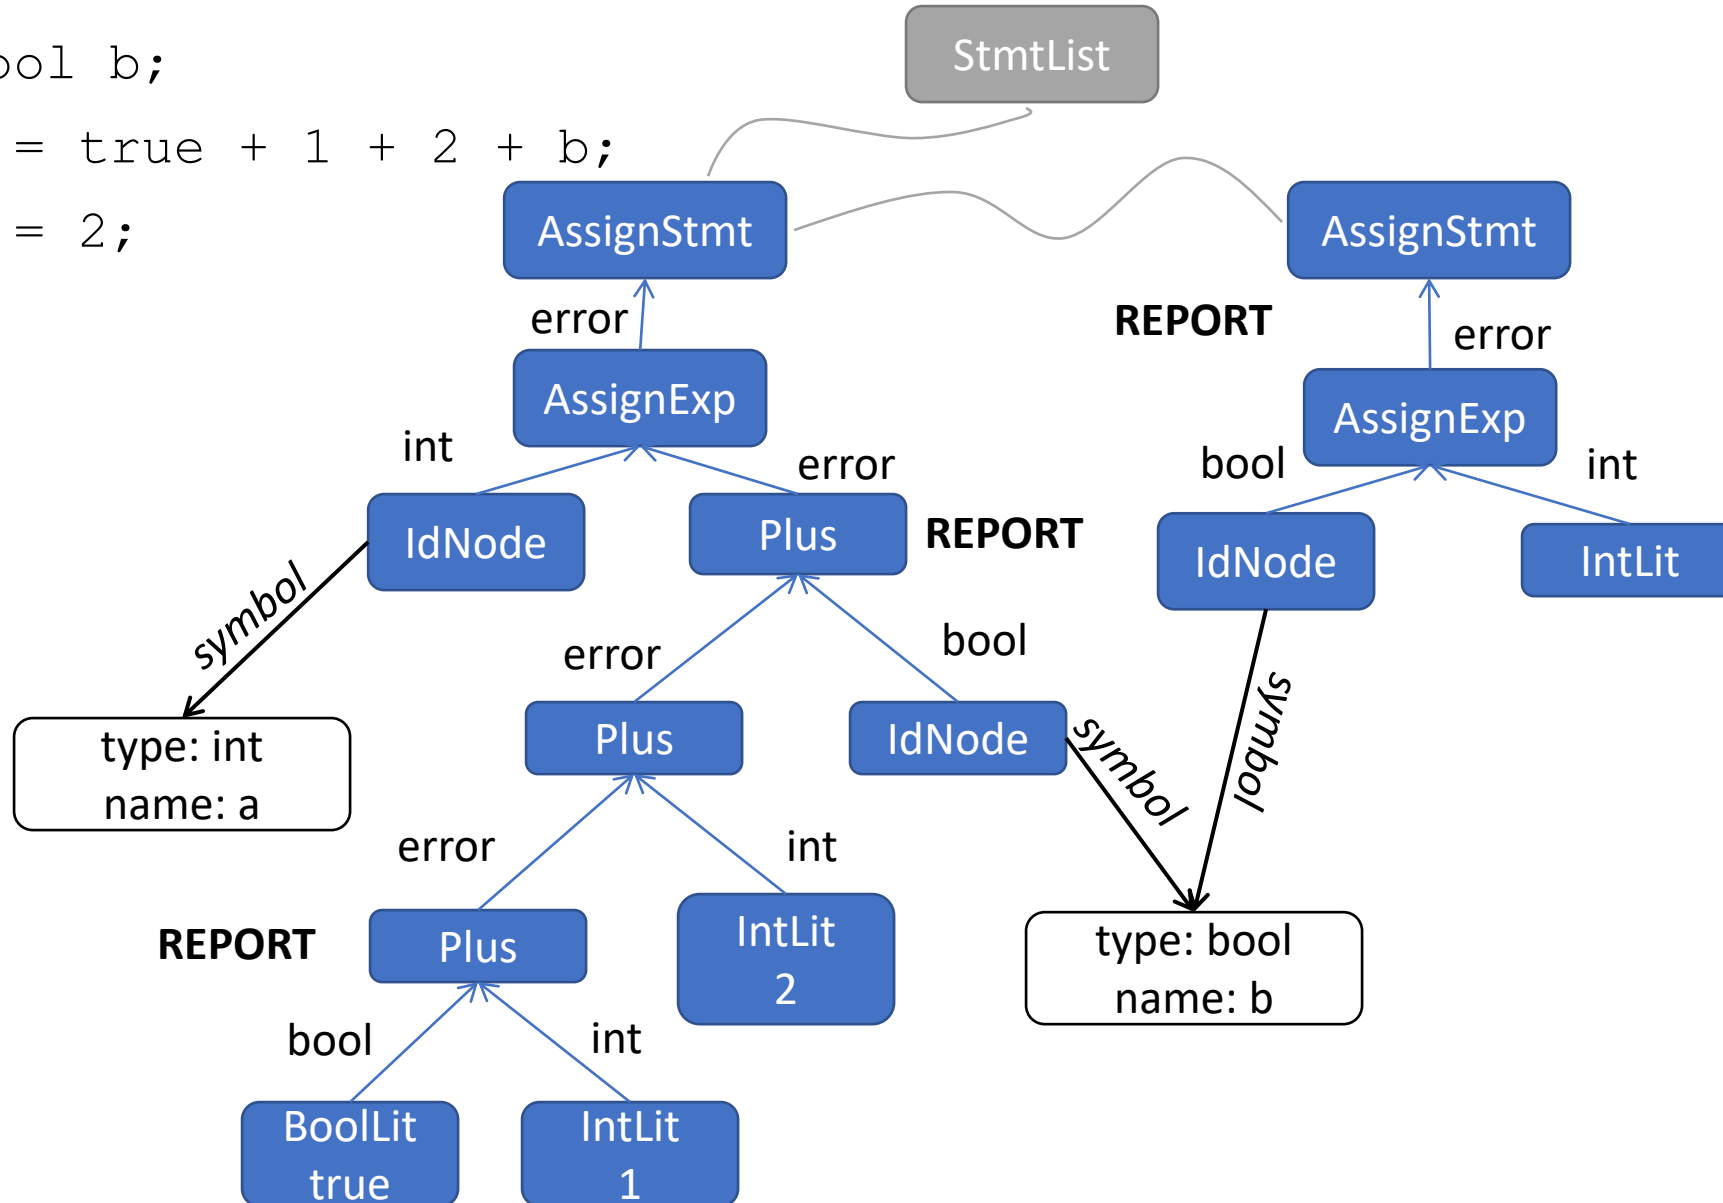 ool b;
= true + 1 + 2 + b;
= 2;
StmtList
AssignStmt
AssignStmt
error
REPORT
error
AssignExp
AssignExp
int
error
bool
int
IdNode
Plus
REPORT
IdNode
IntLit
symbol
error
bool
symbol
type: int
name: a
Plus
IdNode
symbol
error
int
REPORT
Plus
IntLit
2
type: bool
name: b
bool
int
BoolLit
true
IntLit
1